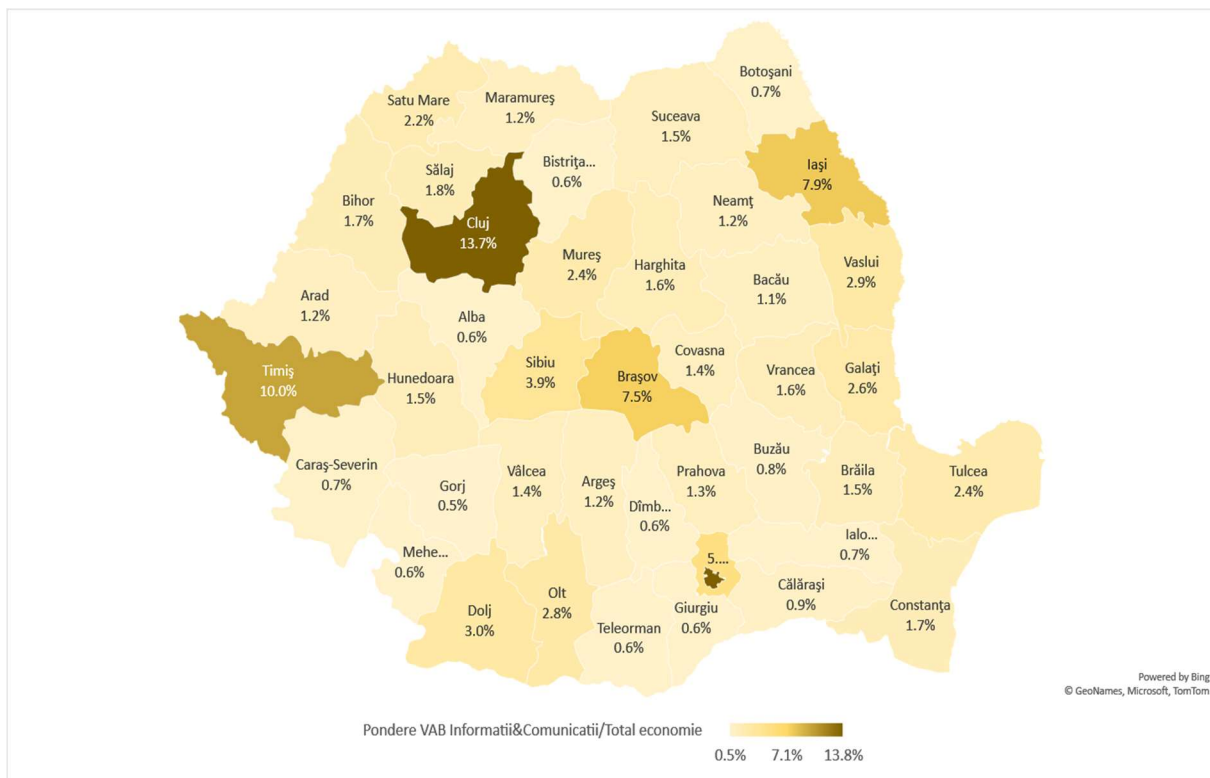 Botoşani
0.7%
Satu Mare
2.2%
Maramureş
1.2%
Suceava
1.5%
Iaşi
7.9%
Sălaj
1.8%
Bistriţa...
0.6%
Bihor
1.7%
Cluj
13.7%
Neamţ
1.2%
Mureş
2.4%
Harghita
1.6%
Bacău
1.1%
Vaslui
2.9%
Arad
1.2%
Alba
0.6%
Timiş
10.0%
Hunedoara
1.5%
Sibiu
3.9%
Braşov
7.5%
Covasna
1.4%
Vrancea
1.6%
Galaţi
2.6%
Caraş-Severin
0.7%
Gorj
0.5%
Vâlcea
1.4%
Argeş
1.2%
Dîmb...
0.6%
Prahova
1.3%
Buzău
0.8%
Brăila
1.5%
Tulcea
2.4%
Mehe...
0.6%
Dolj
3.0%
Olt
2.8%
Teleorman
0.6%
Giurgiu
0.6%
5....
Călăraşi
0.9%
Ialo...
0.7%
Constanţa
1.7%
Powered by Bing
© GeoNames, Microsoft, TomTom
Pondere VAB Informatii&Comunicatii/Total economie
0.5% 7.1% 13.8%